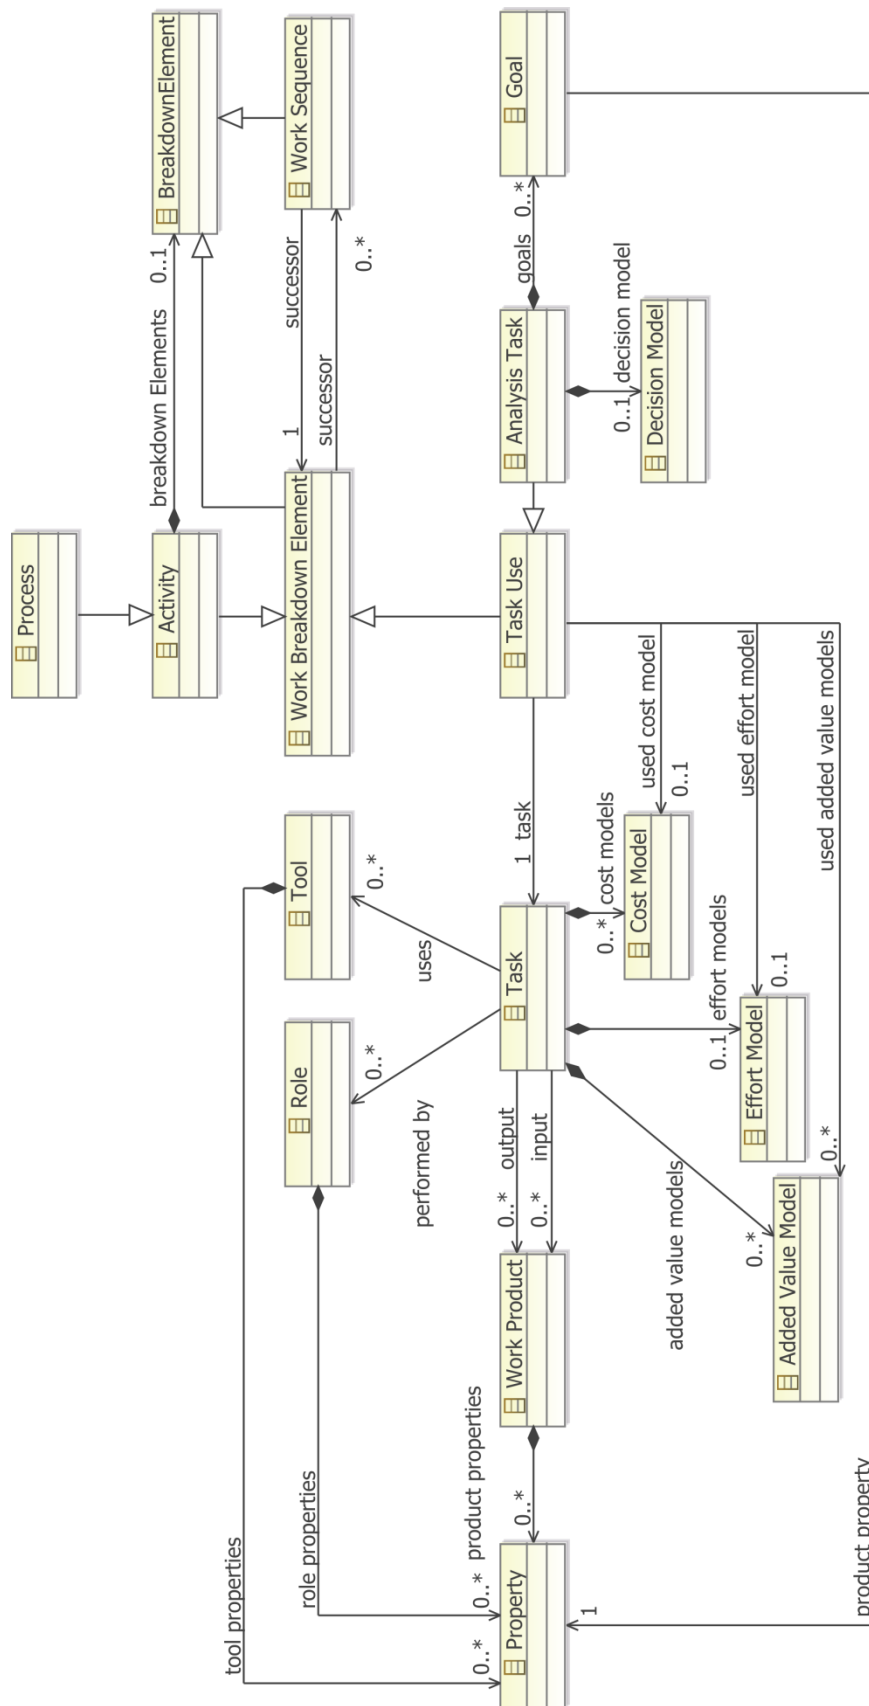 Process
Activity
breakdown Elements
0..1
BreakdownElement
Work Breakdown Element
1
successor
successor
0..*
Work Sequence
tool properties
role properties
0..*
0..*
product properties
Role
Tool
performed by
0..*
uses
0..*
Property
0..*
Work Product
0..* output
0..* input
Task
1 task
Task Use
Analysis Task
goals 0..*
Goal
1
added value models
0..*
0..1 effort models
0..* cost models
Cost Model
used cost model
0..1
0..1 decision model
Decision Model
Effort Model
0..1
used effort model
Added Value Model
0..*
used added value models
product property